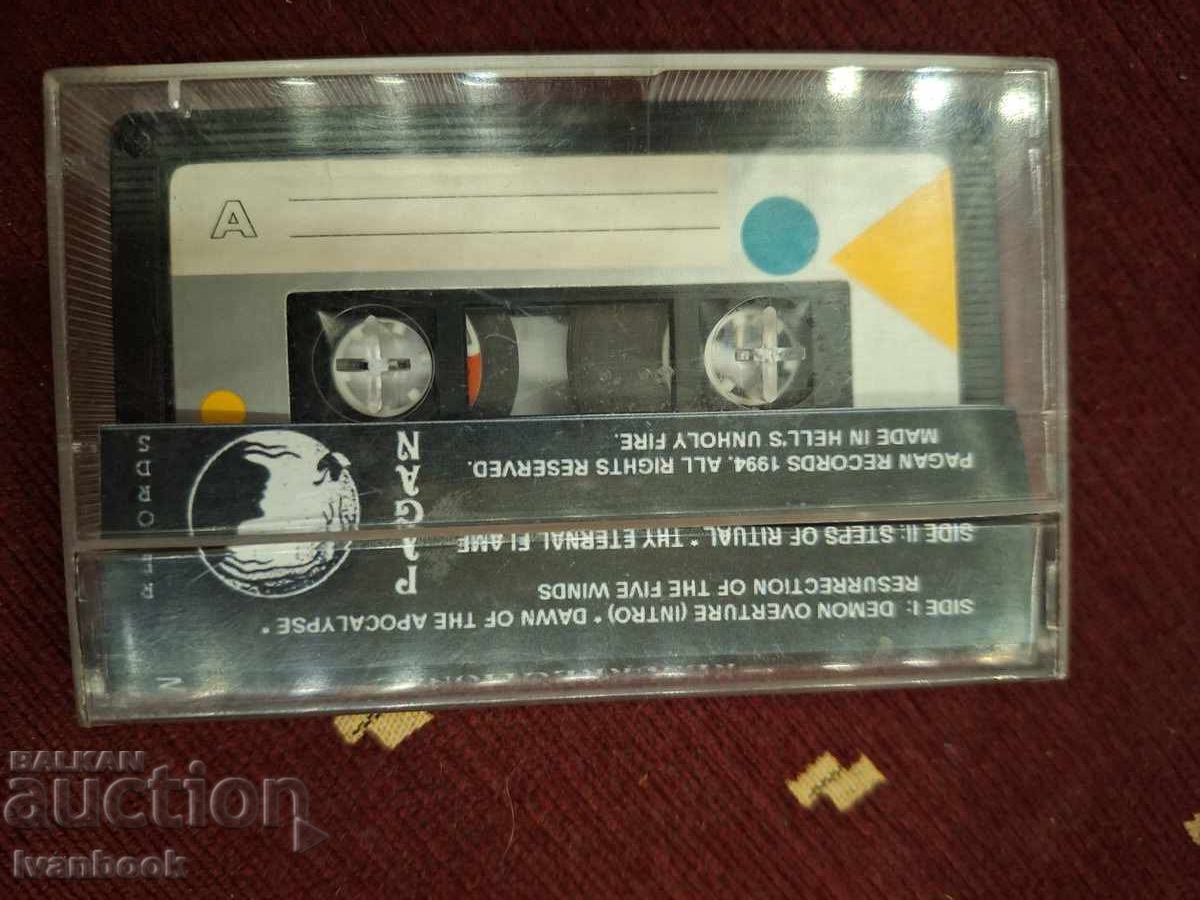 A
SIDE I: DEMON OVERTURE (INTRO) * DAWN OF THE APOCALYPSE *
RESURRECTION OF THE FIVE WINDS
SIDE II: STEPS OF RITUAL * THY ETERNAL FLAME
PAGAN RECORDS 1994. ALL RIGHTS RESERVED.
MADE IN HELL'S UNHOLY FIRE.
PAGAN
BALKAN
auction
Ivanbook